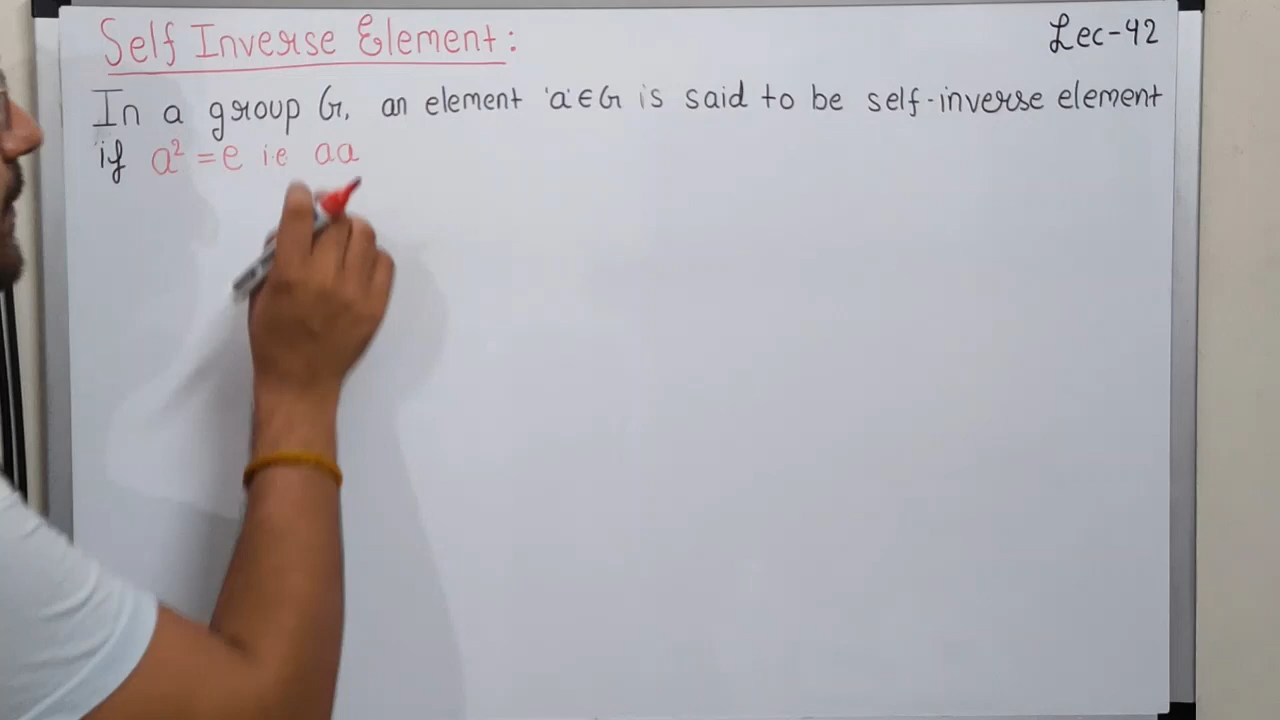 Self Inverse Element:
Lec-42
In a group G, an element 'a'∈G is said to be self-inverse element
if a² = e i.e aa